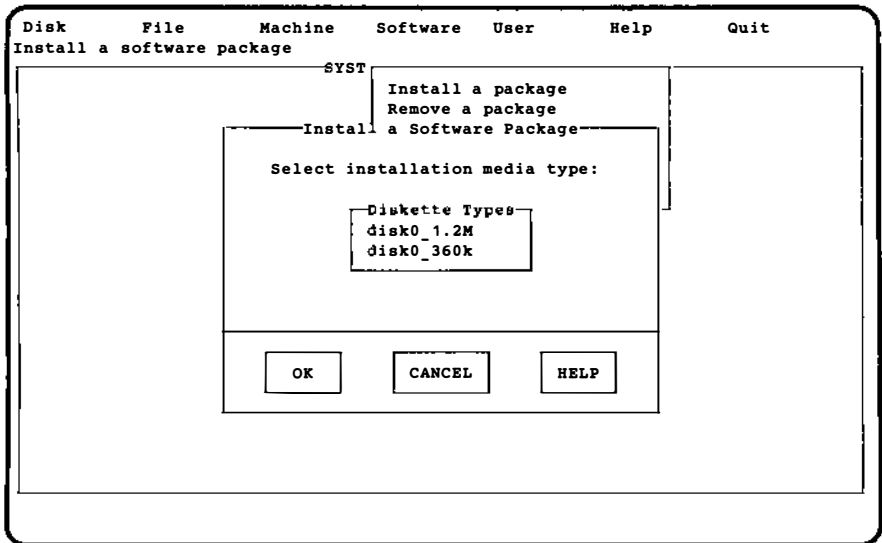 Disk File Machine Software User Help Quit
Install a software package
SYST
Install a package
Remove a package
Install a Software Package
Select installation media type:
Diskette Types
disk0_1.2M
disk0_360k
OK CANCEL HELP